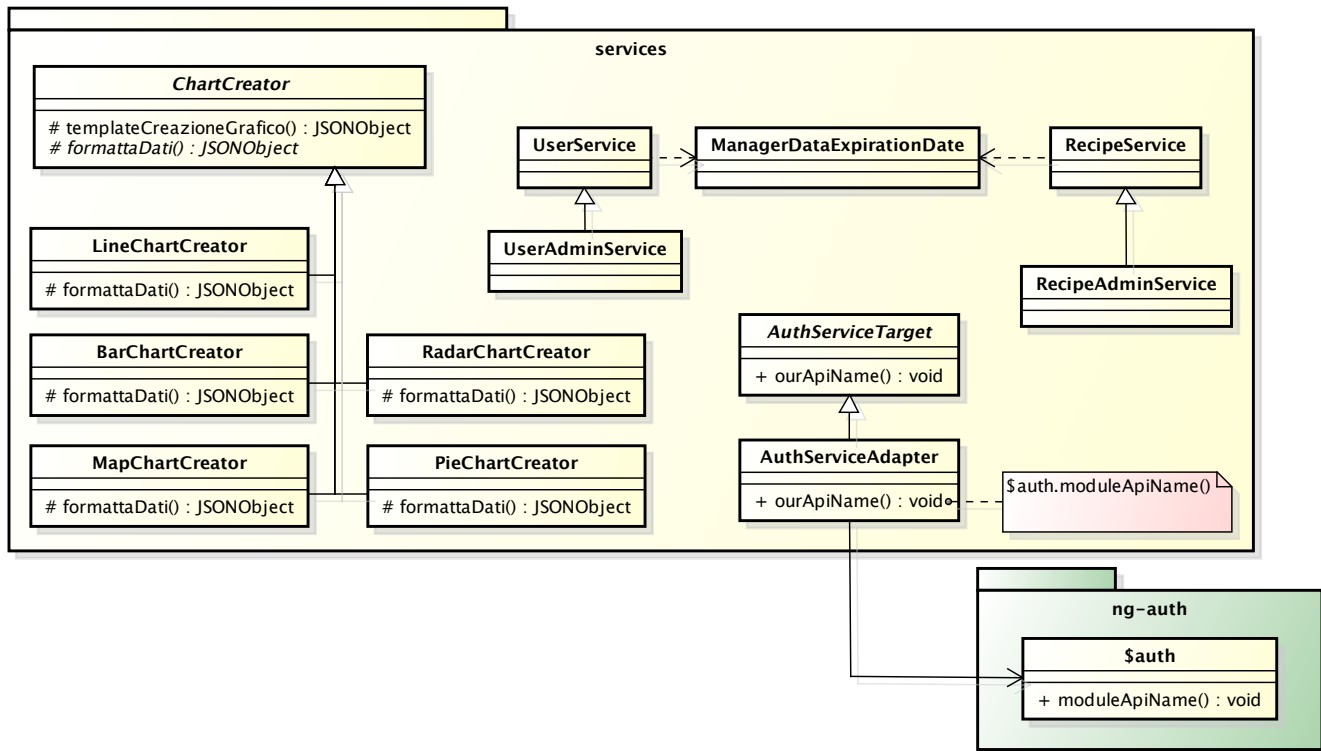 services
ChartCreator
# templateCreazioneGrafico() : JSONObject
# formattaDati() : JSONObject
UserService
ManagerDataExpirationDate
RecipeService
LineChartCreator
# formattaDati() : JSONObject
UserAdminService
RecipeAdminService
BarChartCreator
# formattaDati() : JSONObject
RadarChartCreator
# formattaDati() : JSONObject
AuthServiceTarget
+ ourApiName() : void
MapChartCreator
# formattaDati() : JSONObject
PieChartCreator
# formattaDati() : JSONObject
AuthServiceAdapter
+ ourApiName() : void
$auth.moduleApiName()
ng-auth
$auth
+ moduleApiName() : void